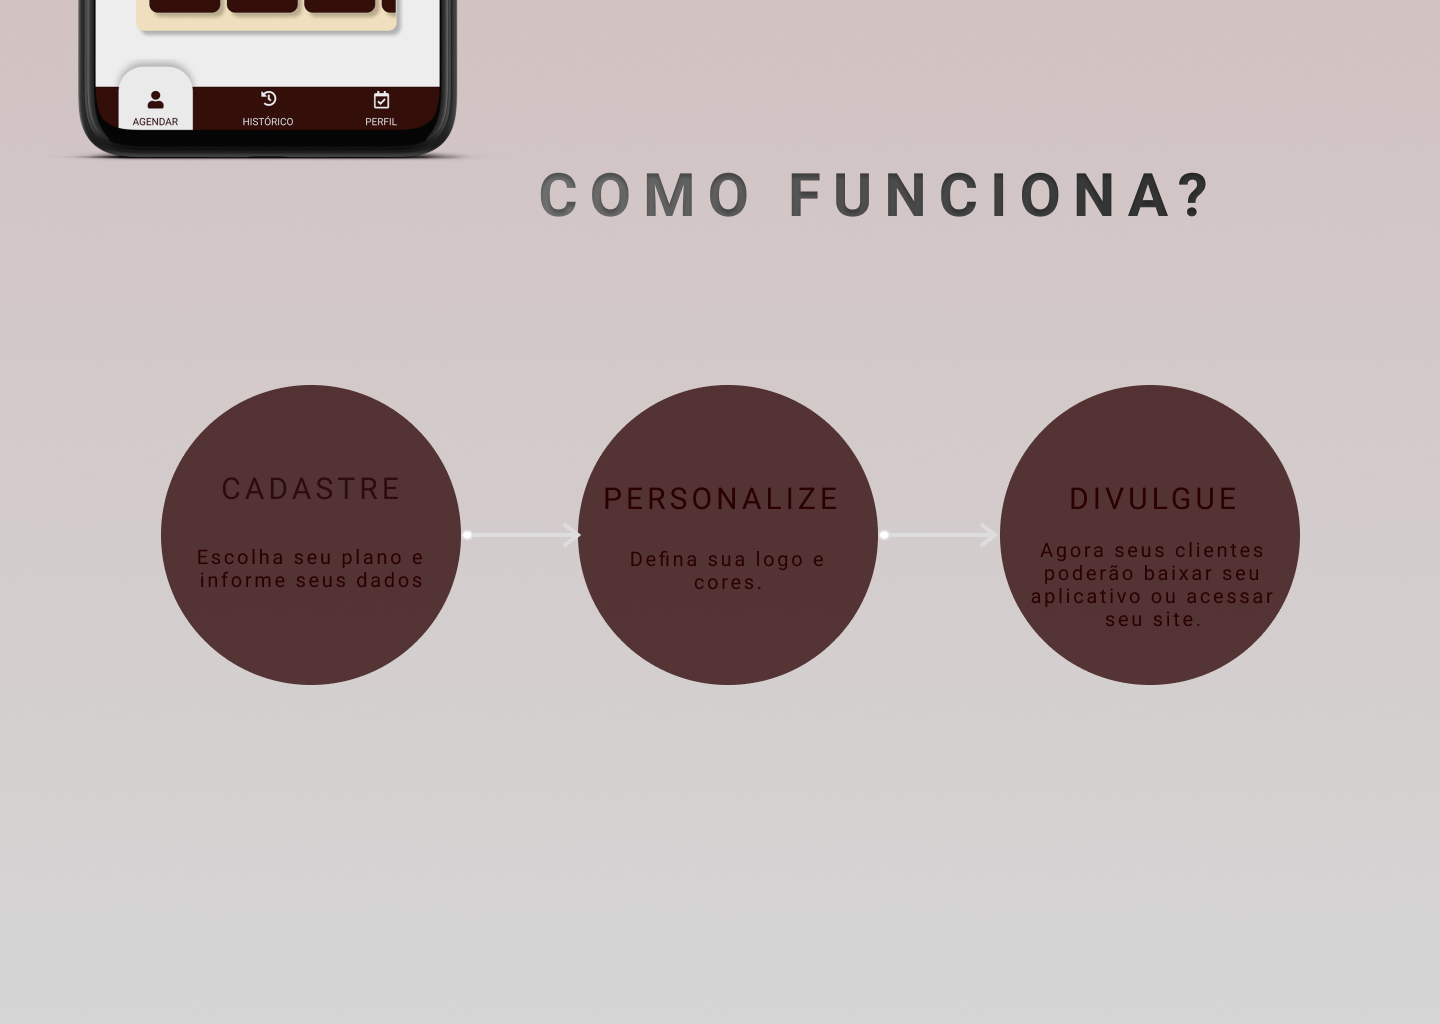 AGENDAR
HISTÓRICO
PERFIL
COMO FUNCIONA?
CADASTRE
Escolha seu plano e
informe seus dados
PERSONALIZE
Defina sua logo e
cores.
DIVULGUE
Agora seus clientes
poderão baixar seu
aplicativo ou acessar
seu site.